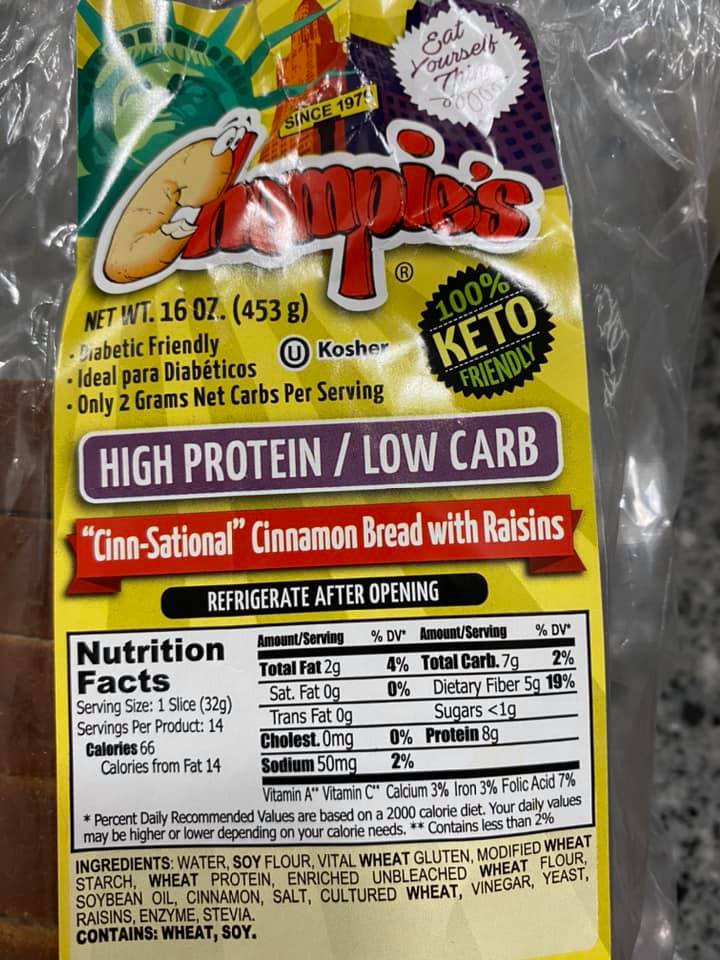 Eat
Yourself
SINCE 1979
Chompie's
®
NET WT. 16 OZ. (453 g)
100%
KETO
FRIENDLY
• Diabetic Friendly
U Kosher
• Ideal para Diabéticos
• Only 2 Grams Net Carbs Per Serving
HIGH PROTEIN / LOW CARB
"Cinn-Sational" Cinnamon Bread with Raisins
REFRIGERATE AFTER OPENING
Nutrition
Facts
Serving Size: 1 Slice (32g)
Servings Per Product: 14
Calories 66
Calories from Fat 14
Amount/Serving % DV* Amount/Serving % DV*
Total Fat 2g 4% Total Carb. 7g 2%
Sat. Fat 0g 0% Dietary Fiber 5g 19%
Trans Fat 0g Sugars <1g
Cholest. 0mg 0% Protein 8g
Sodium 50mg 2%
Vitamin A** Vitamin C** Calcium 3% Iron 3% Folic Acid 7%
* Percent Daily Recommended Values are based on a 2000 calorie diet. Your daily values
may be higher or lower depending on your calorie needs. ** Contains less than 2%
INGREDIENTS: WATER, SOY FLOUR, VITAL WHEAT GLUTEN, MODIFIED WHEAT
STARCH, WHEAT PROTEIN, ENRICHED UNBLEACHED WHEAT FLOUR,
SOYBEAN OIL, CINNAMON, SALT, CULTURED WHEAT, VINEGAR, YEAST,
RAISINS, ENZYME, STEVIA.
CONTAINS: WHEAT, SOY.